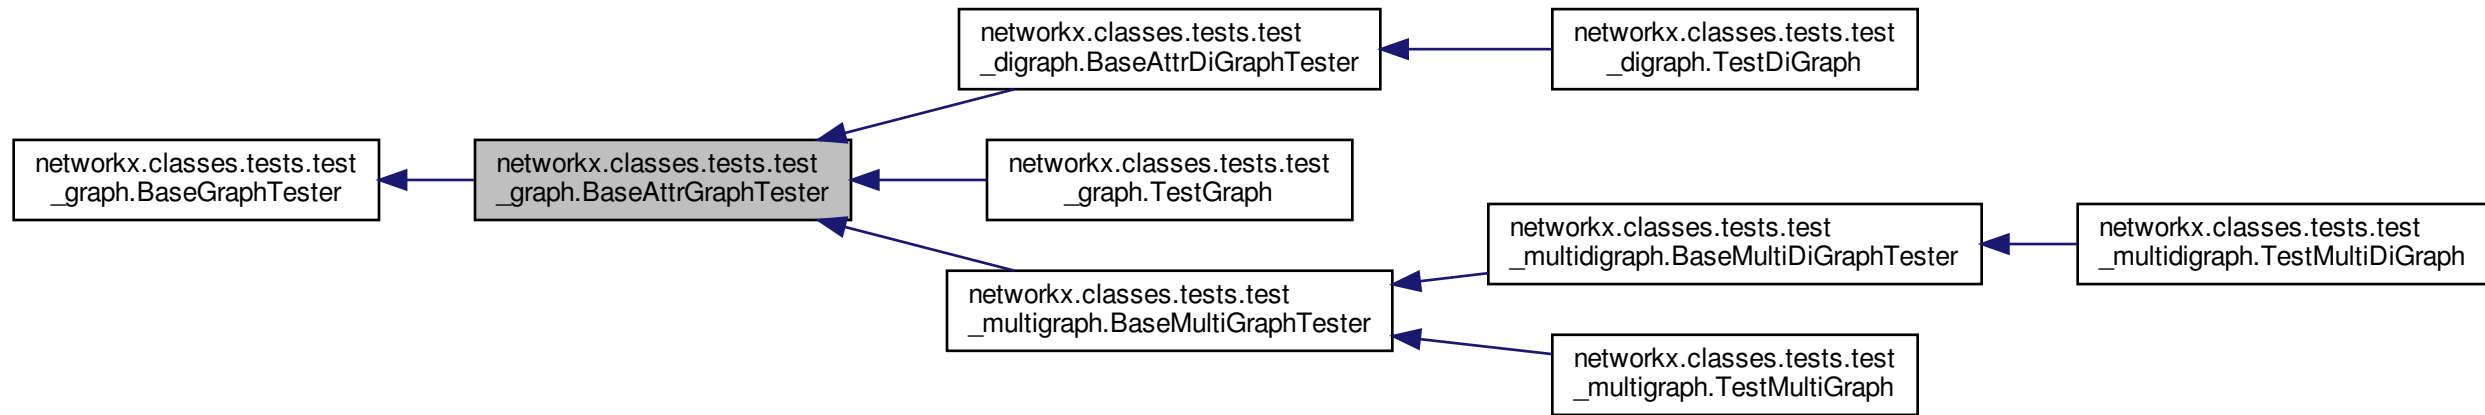 networkx.classes.tests.test
_digraph.BaseAttrDiGraphTester
networkx.classes.tests.test
_digraph.TestDiGraph
networkx.classes.tests.test
_graph.BaseGraphTester
networkx.classes.tests.test
_graph.BaseAttrGraphTester
networkx.classes.tests.test
_graph.TestGraph
networkx.classes.tests.test
_multidigraph.BaseMultiDiGraphTester
networkx.classes.tests.test
_multidigraph.TestMultiDiGraph
networkx.classes.tests.test
_multigraph.BaseMultiGraphTester
networkx.classes.tests.test
_multigraph.TestMultiGraph